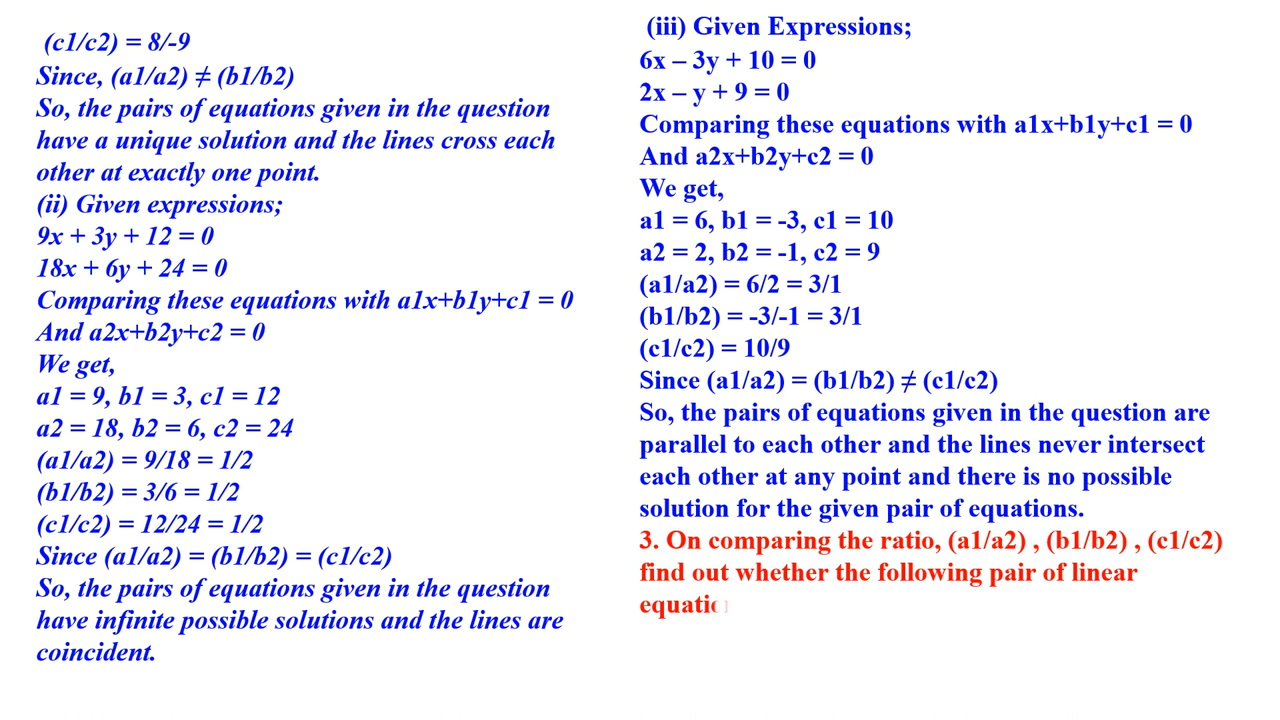 (c1/c2) = 8/-9
Since, (a1/a2) ≠ (b1/b2)
So, the pairs of equations given in the question
have a unique solution and the lines cross each
other at exactly one point.
(ii) Given expressions;
9x + 3y + 12 = 0
18x + 6y + 24 = 0
Comparing these equations with a1x+b1y+c1 = 0
And a2x+b2y+c2 = 0
We get,
a1 = 9, b1 = 3, c1 = 12
a2 = 18, b2 = 6, c2 = 24
(a1/a2) = 9/18 = 1/2
(b1/b2) = 3/6 = 1/2
(c1/c2) = 12/24 = 1/2
Since (a1/a2) = (b1/b2) = (c1/c2)
So, the pairs of equations given in the question
have infinite possible solutions and the lines are
coincident.
(iii) Given Expressions;
6x – 3y + 10 = 0
2x – y + 9 = 0
Comparing these equations with a1x+b1y+c1 = 0
And a2x+b2y+c2 = 0
We get,
a1 = 6, b1 = -3, c1 = 10
a2 = 2, b2 = -1, c2 = 9
(a1/a2) = 6/2 = 3/1
(b1/b2) = -3/-1 = 3/1
(c1/c2) = 10/9
Since (a1/a2) = (b1/b2) ≠ (c1/c2)
So, the pairs of equations given in the question are
parallel to each other and the lines never intersect
each other at any point and there is no possible
solution for the given pair of equations.
3. On comparing the ratio, (a1/a2) , (b1/b2) , (c1/c2)
find out whether the following pair of linear
equatio